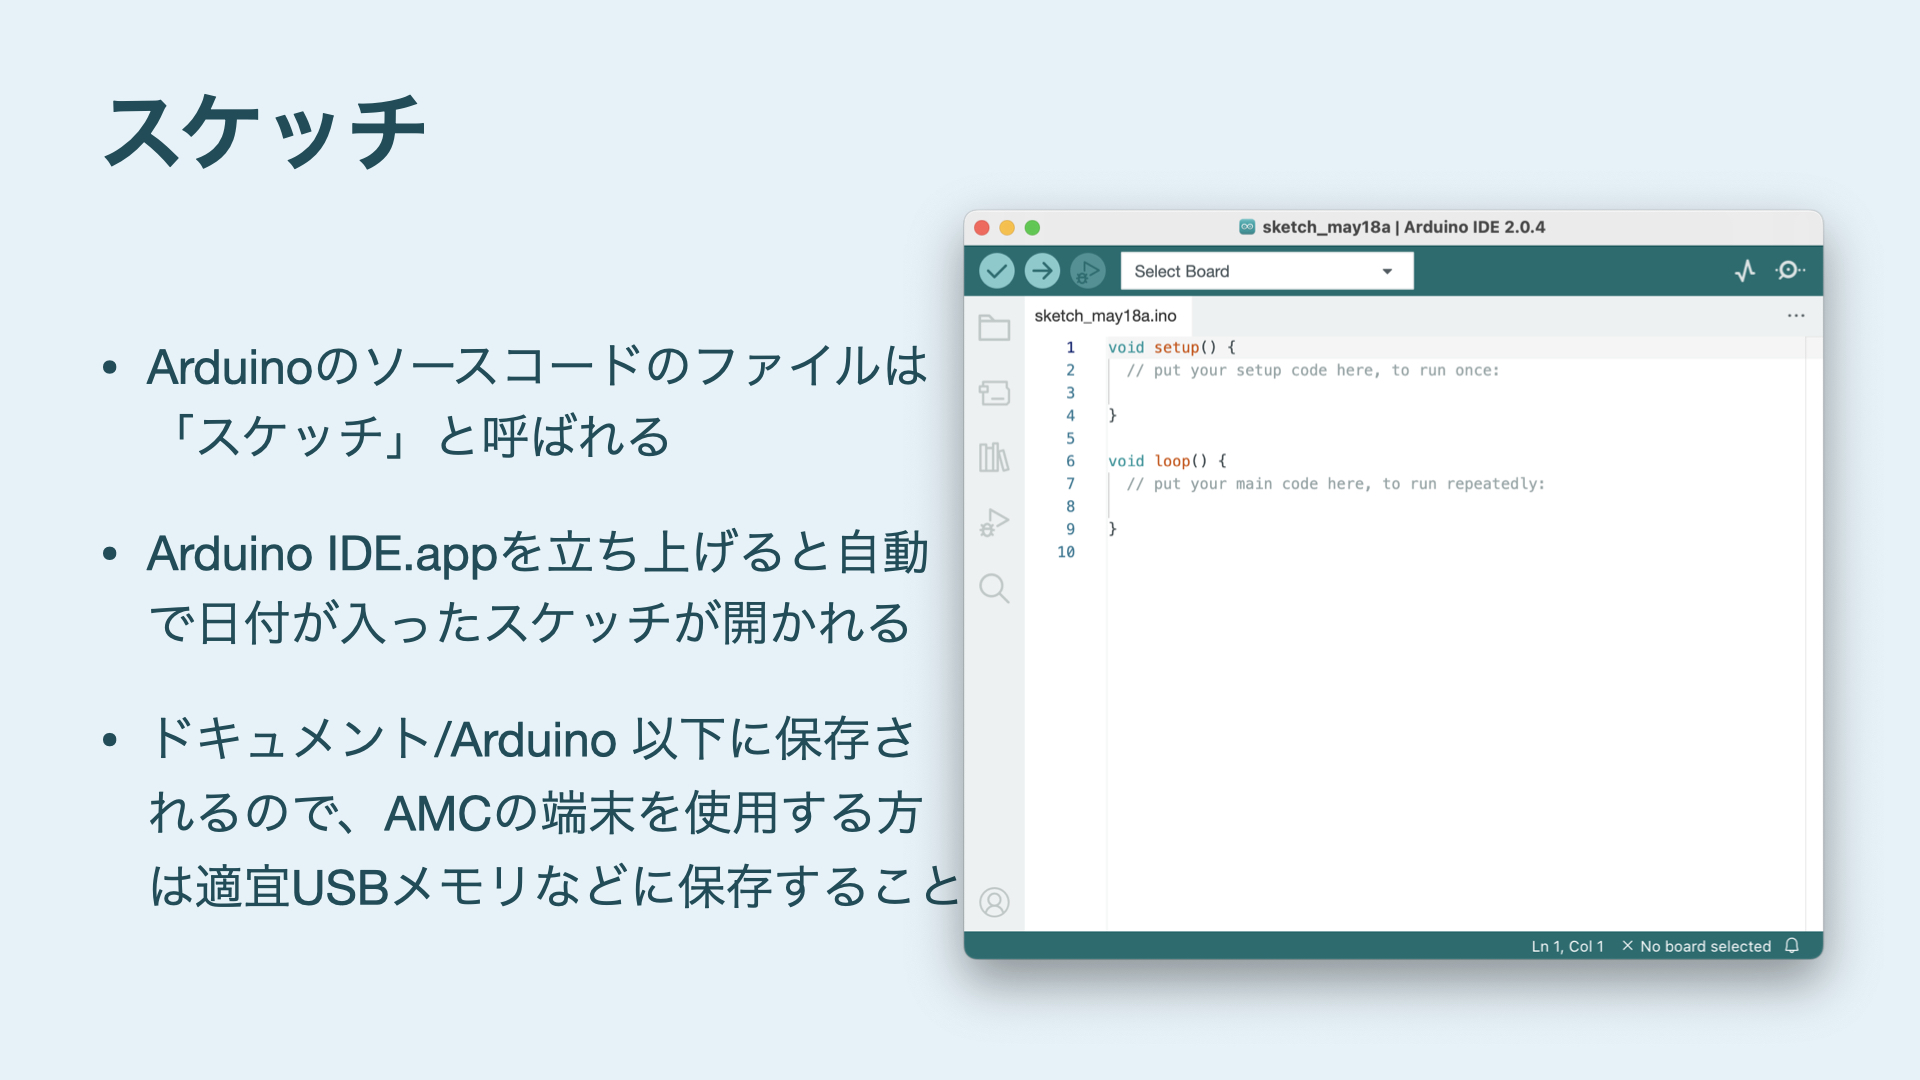 スケッチ
• Arduinoのソースコードのファイルは
「スケッチ」と呼ばれる
• Arduino IDE.appを立ち上げると自動
で日付が入ったスケッチが開かれる
• ドキュメント/Arduino 以下に保存さ
れるので、AMCの端末を使用する方
は適宜USBメモリなどに保存すること
sketch_may18a | Arduino IDE 2.0.4
Select Board
sketch_may18a.ino
1 void setup() {
2 // put your setup code here, to run once:
3
4 }
5
6 void loop() {
7 // put your main code here, to run repeatedly:
8
9 }
10
Ln 1, Col 1 × No board selected